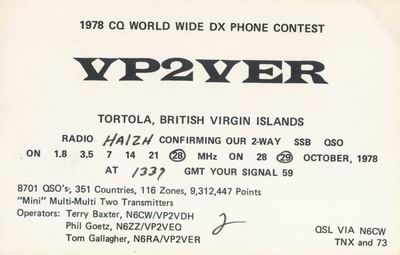 1978 CQ WORLD WIDE DX PHONE CONTEST
VP2VER
TORTOLA, BRITISH VIRGIN ISLANDS
RADIO HA1ZH CONFIRMING OUR 2-WAY SSB QSO
ON 1.8 3.5 7 14 21 28 MHz ON 28 29 OCTOBER, 1978
AT 1337 GMT YOUR SIGNAL 59
8701 QSO's, 351 Countries, 116 Zones, 9,312,447 Points
"Mini" Multi-Multi Two Transmitters
Operators: Terry Baxter, N6CW/VP2VDH
Phil Goetz, N6ZZ/VP2VEQ
Tom Gallagher, N6RA/VP2VER
2
QSL VIA N6CW
TNX and 73